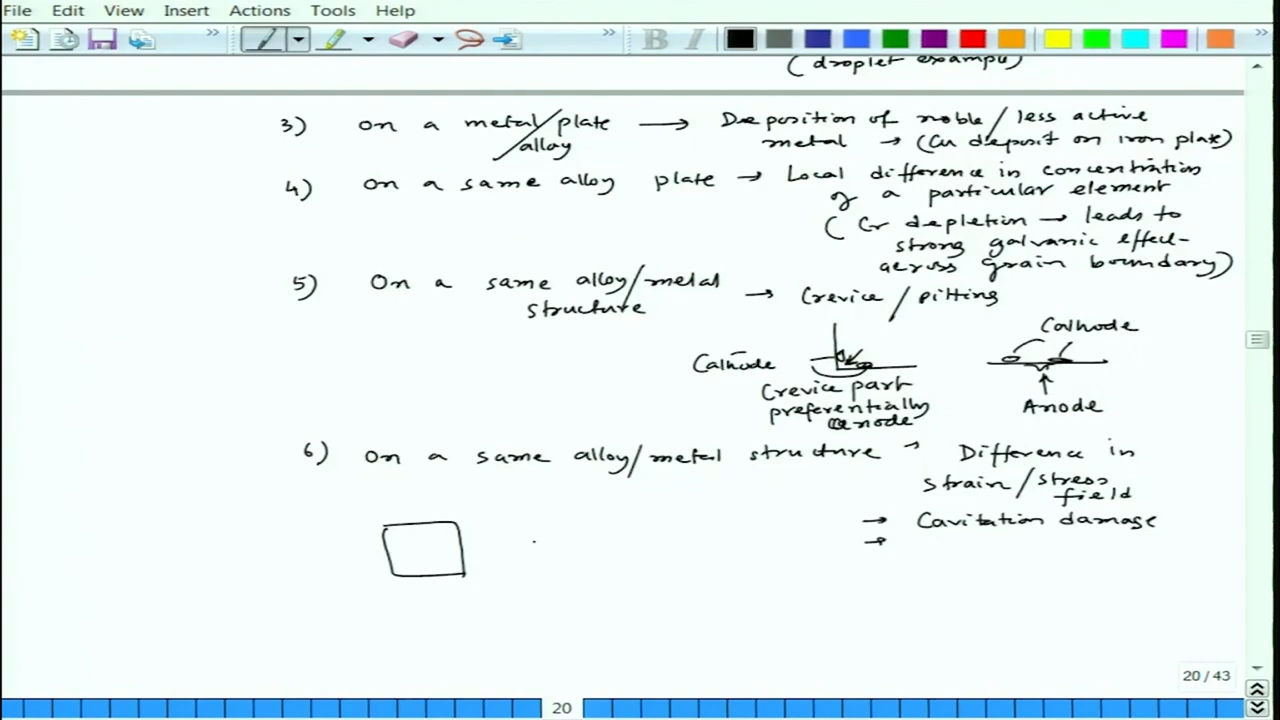 File Edit View Insert Actions Tools Help
(droplet example)
3) on a metal/plate → Deposition of noble/less active
/alloy metal → (Cu deposit on iron plate)
4) on a same alloy plate → Local difference in concentration
of a particular element
(Cr depletion → leads to
strong galvanic effect
across grain boundary)
5) On a same alloy/metal → Crevice / pitting
structure
Cathode
Cathode
Crevice part
preferentially
anode
Anode
6) On a same alloy/metal structure → Difference in
strain/stress
field
→ Cavitation damage
→
20 / 43
20